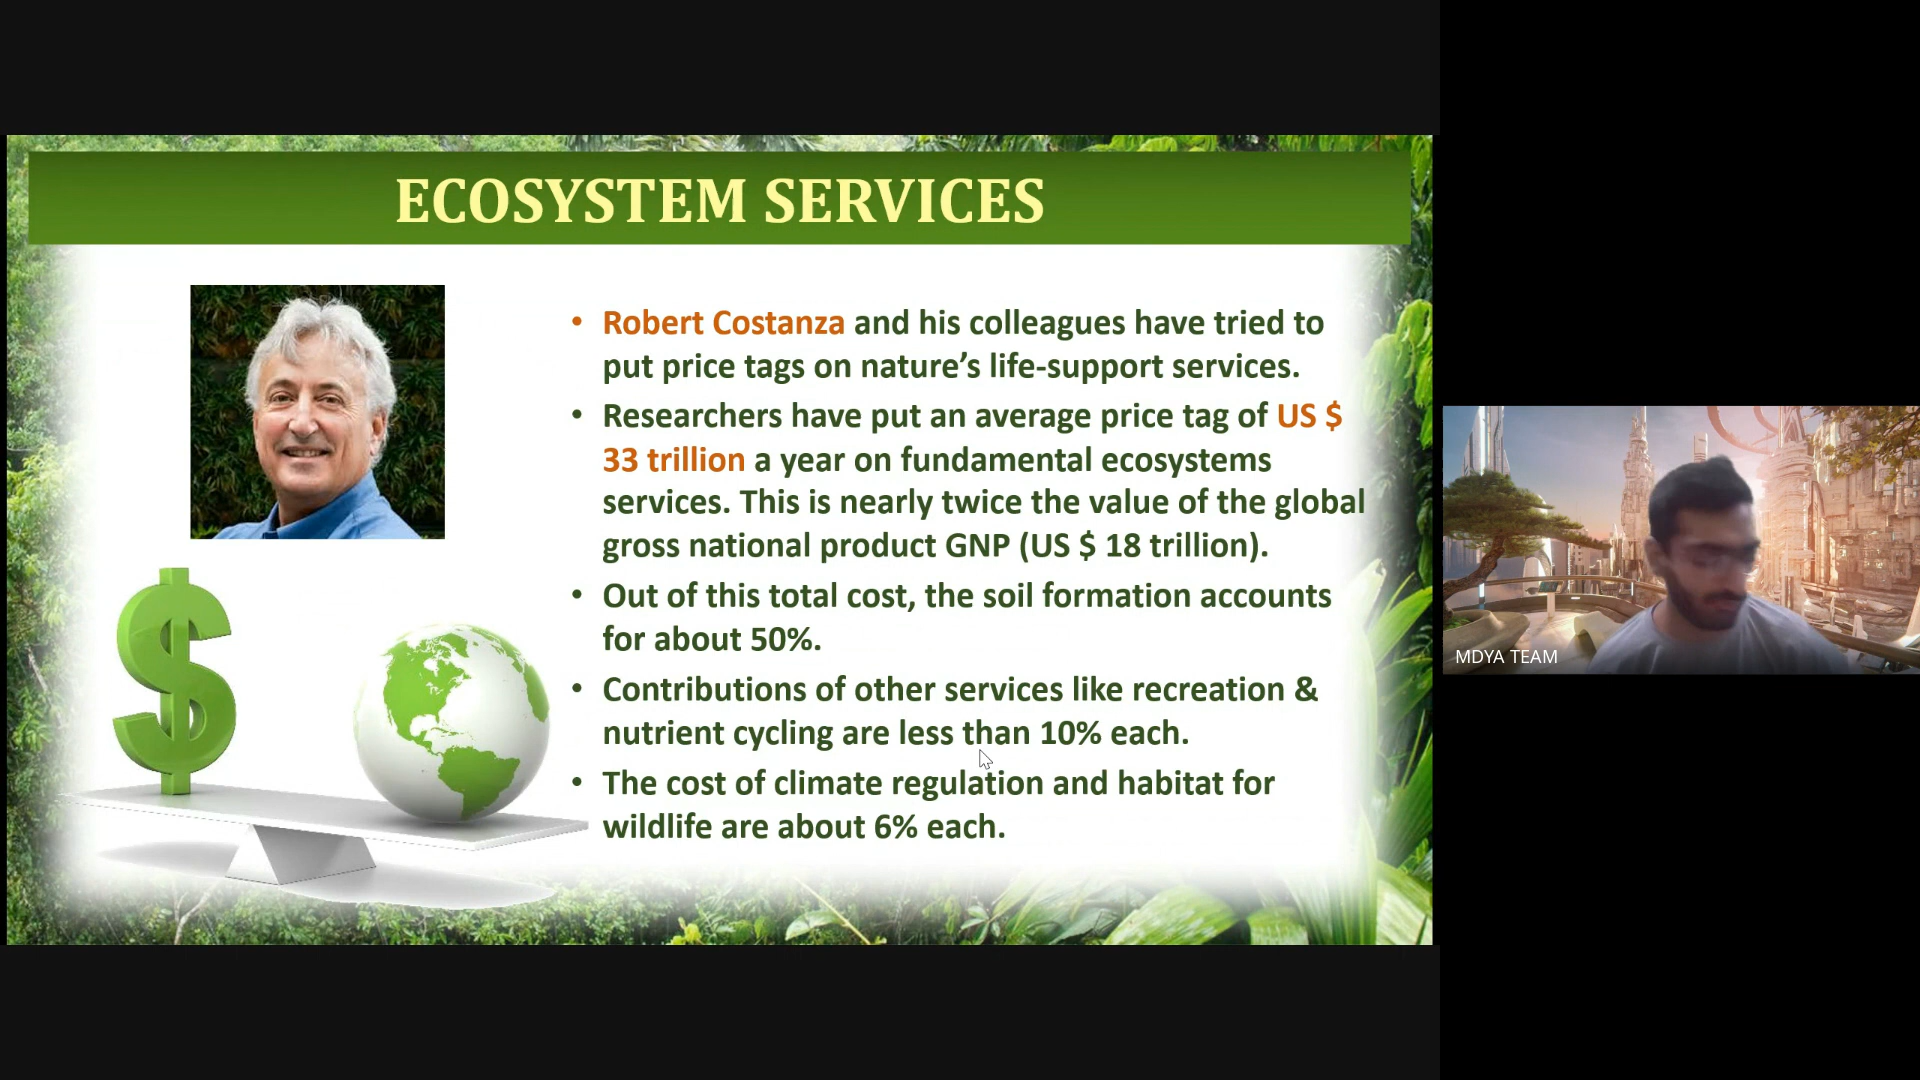 ECOSYSTEM SERVICES
• Robert Costanza and his colleagues have tried to
put price tags on nature’s life-support services.
• Researchers have put an average price tag of US $
33 trillion a year on fundamental ecosystems
services. This is nearly twice the value of the global
gross national product GNP (US $ 18 trillion).
• Out of this total cost, the soil formation accounts
for about 50%.
• Contributions of other services like recreation &
nutrient cycling are less than 10% each.
• The cost of climate regulation and habitat for
wildlife are about 6% each.
$
MDYA TEAM